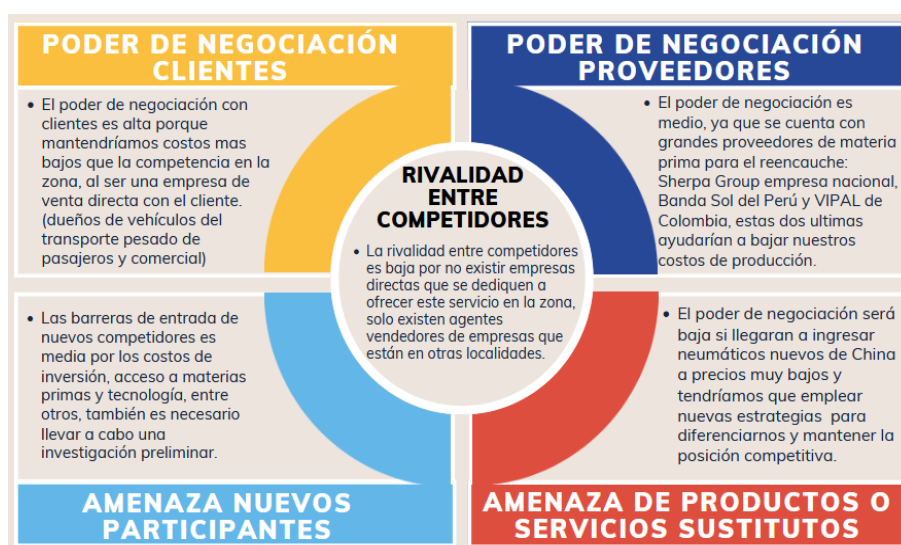 PODER DE NEGOCIACIÓN
CLIENTES
• El poder de negociación con
clientes es alta porque
mantendríamos costos mas
bajos que la competencia en la
zona, al ser una empresa de
venta directa con el cliente.
(dueños de vehículos del
transporte pesado de
pasajeros y comercial)
PODER DE NEGOCIACIÓN
PROVEEDORES
• El poder de negociación es
medio, ya que se cuenta con
grandes proveedores de materia
prima para el reencauche:
Sherpa Group empresa nacional,
Banda Sol del Perú y VIPAL de
Colombia, estas dos ultimas
ayudarían a bajar nuestros
costos de producción.
RIVALIDAD
ENTRE
COMPETIDORES
• La rivalidad entre competidores
es baja por no existir empresas
directas que se dediquen a
ofrecer este servicio en la zona,
solo existen agentes
vendedores de empresas que
están en otras localidades.
• Las barreras de entrada de
nuevos competidores es
media por los costos de
inversión, acceso a materias
primas y tecnología, entre
otros, también es necesario
llevar a cabo una
investigación preliminar.
AMENAZA NUEVOS
PARTICIPANTES
• El poder de negociación será
baja si llegaran a ingresar
neumáticos nuevos de China
a precios muy bajos y
tendríamos que emplear
nuevas estrategias para
diferenciarnos y mantener la
posición competitiva.
AMENAZA DE PRODUCTOS O
SERVICIOS SUSTITUTOS